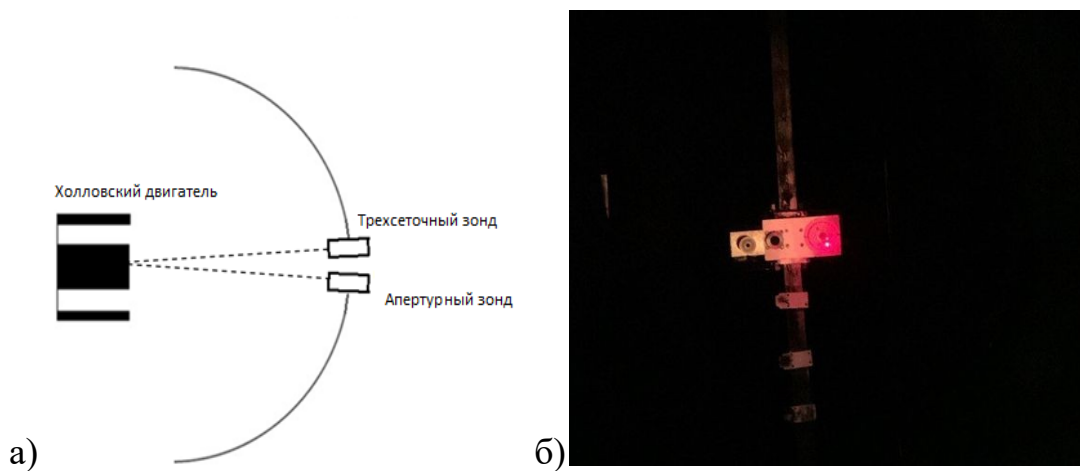 Холловский двигатель
Трехсеточный зонд
Апертурный зонд
а)
б)